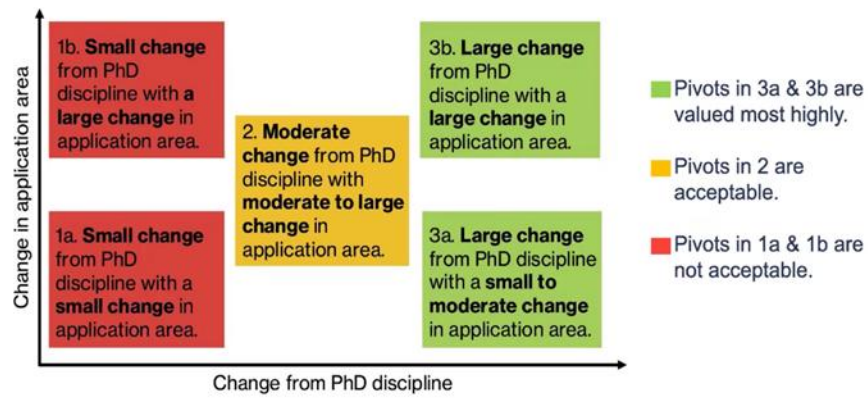 Change in application area
1b. Small change
from PhD
discipline with a
large change in
application area.
3b. Large change
from PhD
discipline with a
large change in
application area.
2. Moderate
change from PhD
discipline with
moderate to large
change in
application area.
1a. Small change
from PhD
discipline with a
small change in
application area.
3a. Large change
from PhD discipline
with a small to
moderate change
in application area.
Change from PhD discipline
Pivots in 3a & 3b are
valued most highly.
Pivots in 2 are
acceptable.
Pivots in 1a & 1b are
not acceptable.